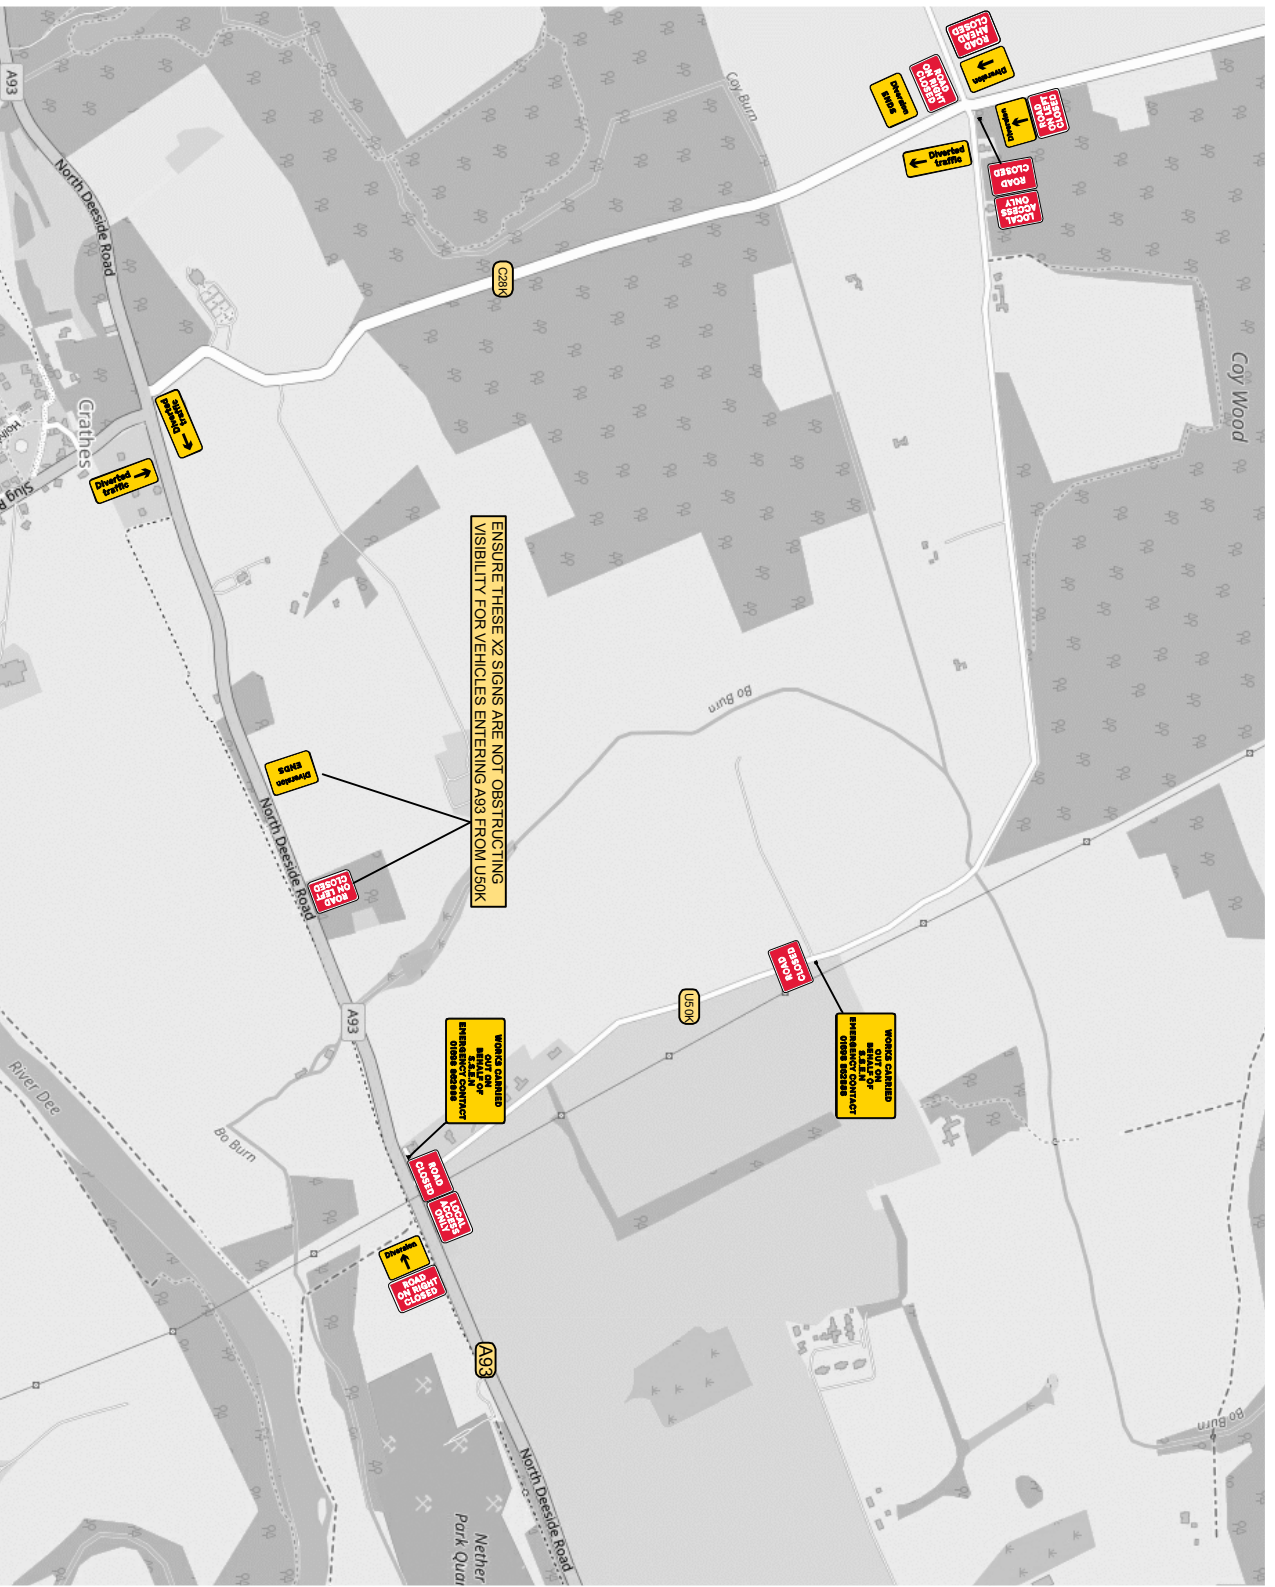 A93
North Deeside Road
Crathes
Coy Burn
C28K
Coy Wood
ROAD
AHEAD
CLOSED
Diversion
ROAD
ON RIGHT
CLOSED
Diversion
ENDS
Diversion
ROAD
ON LEFT
CLOSED
Diverted
traffic
ROAD
CLOSED
LOCAL
ACCESS
ONLY
Diverted
traffic
Diverted
traffic
ENSURE THESE X2 SIGNS ARE NOT OBSTRUCTING
VISIBILITY FOR VEHICLES ENTERING A93 FROM U50K
Diversion
ENDS
North Deeside Road
ROAD
ON LEFT
CLOSED
Bo Burn
ROAD
CLOSED
U50K
WORKS CARRIED
OUT ON
BEHALF OF
S.S.E.N
EMERGENCY CONTACT
A93
WORKS CARRIED
OUT ON
BEHALF OF
S.S.E.N
EMERGENCY CONTACT
River Dee
Bo Burn
ROAD
CLOSED
LOCAL
ACCESS
ONLY
Diversion
ROAD
ON RIGHT
CLOSED
A93
North Deeside Road
Nether
Park Quar
Bo Burn
Slug R